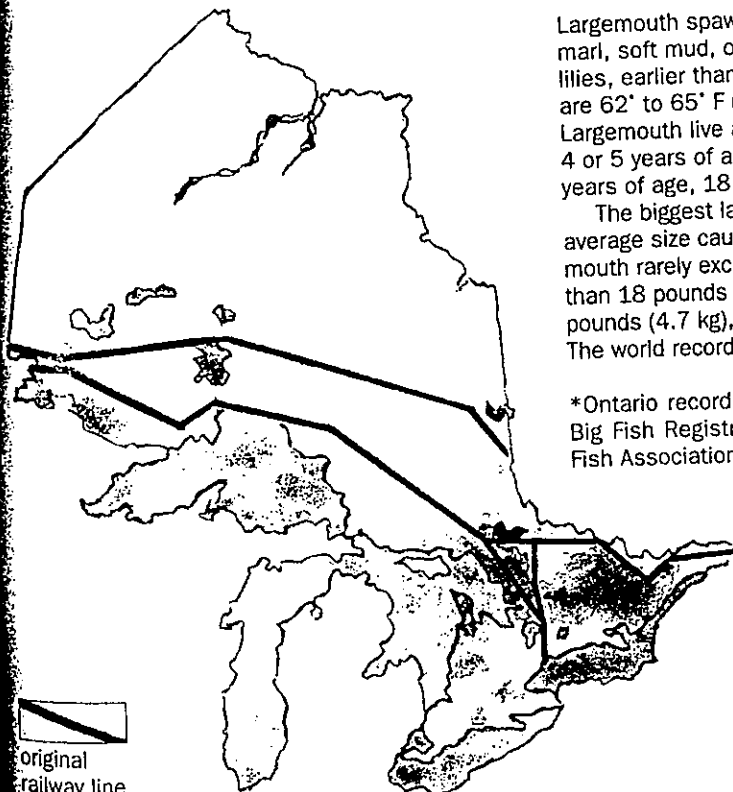 Largemouth spaw
marl, soft mud, o
lilies, earlier than
are 62° to 65° F
Largemouth live a
4 or 5 years of a
years of age, 18
The biggest la
average size cau
mouth rarely exc
than 18 pounds
pounds (4.7 kg),
The world record
*Ontario record
Big Fish Registr
Fish Association
original
railway line